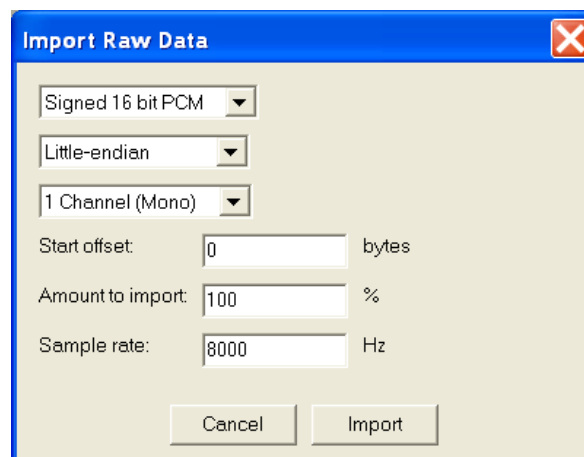 Import Raw Data
Signed 16 bit PCM
Little-endian
1 Channel (Mono)
Start offset: 0 bytes
Amount to import: 100 %
Sample rate: 8000 Hz
Cancel Import